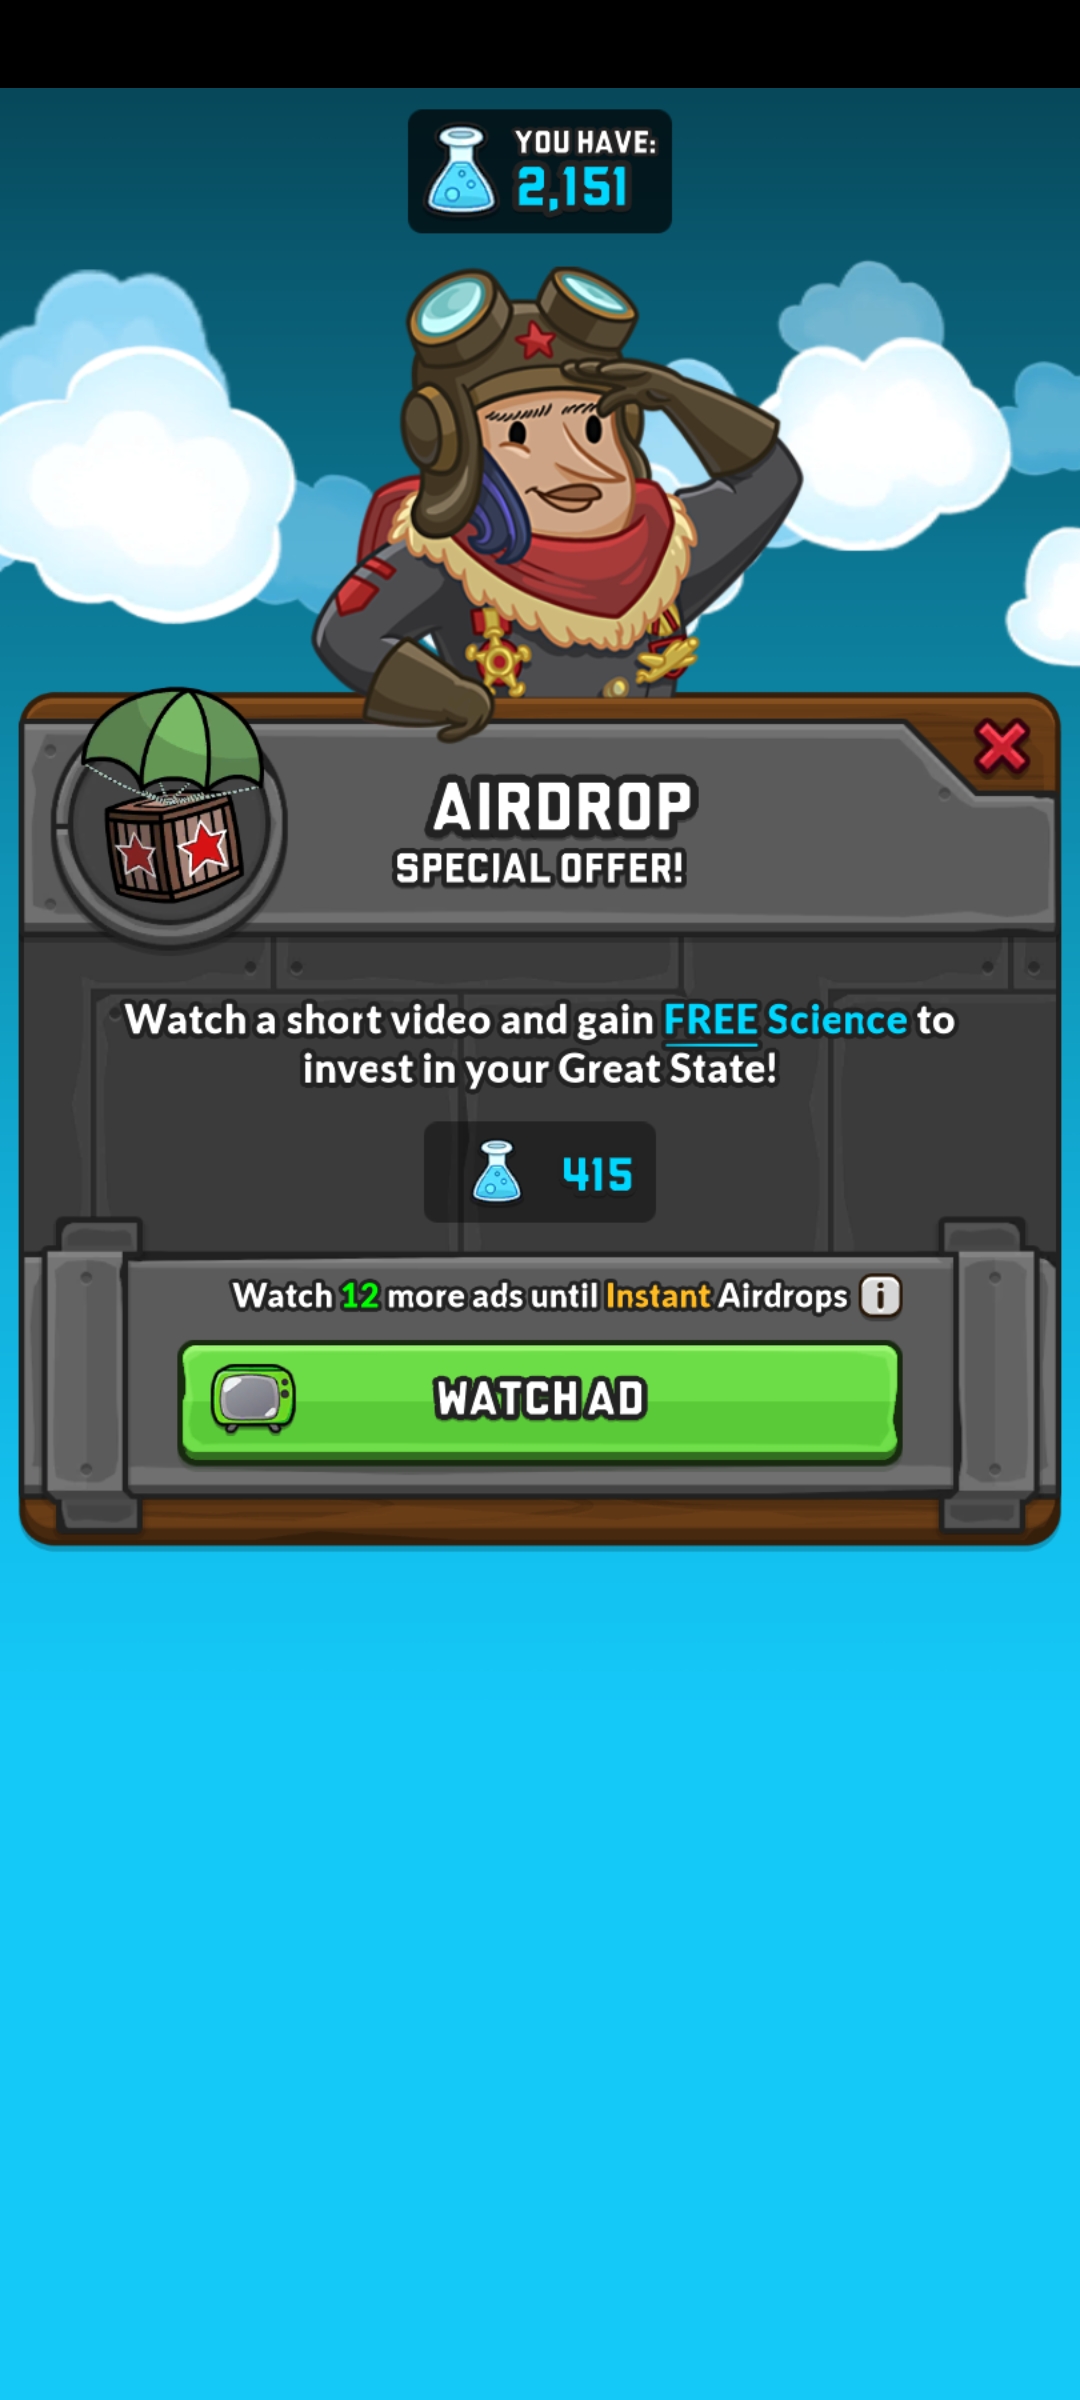 YOU HAVE:
2,151
AIRDROP
SPECIAL OFFER!
Watch a short video and gain FREE Science to
invest in your Great State!
415
Watch 12 more ads until Instant Airdrops i
WATCH AD